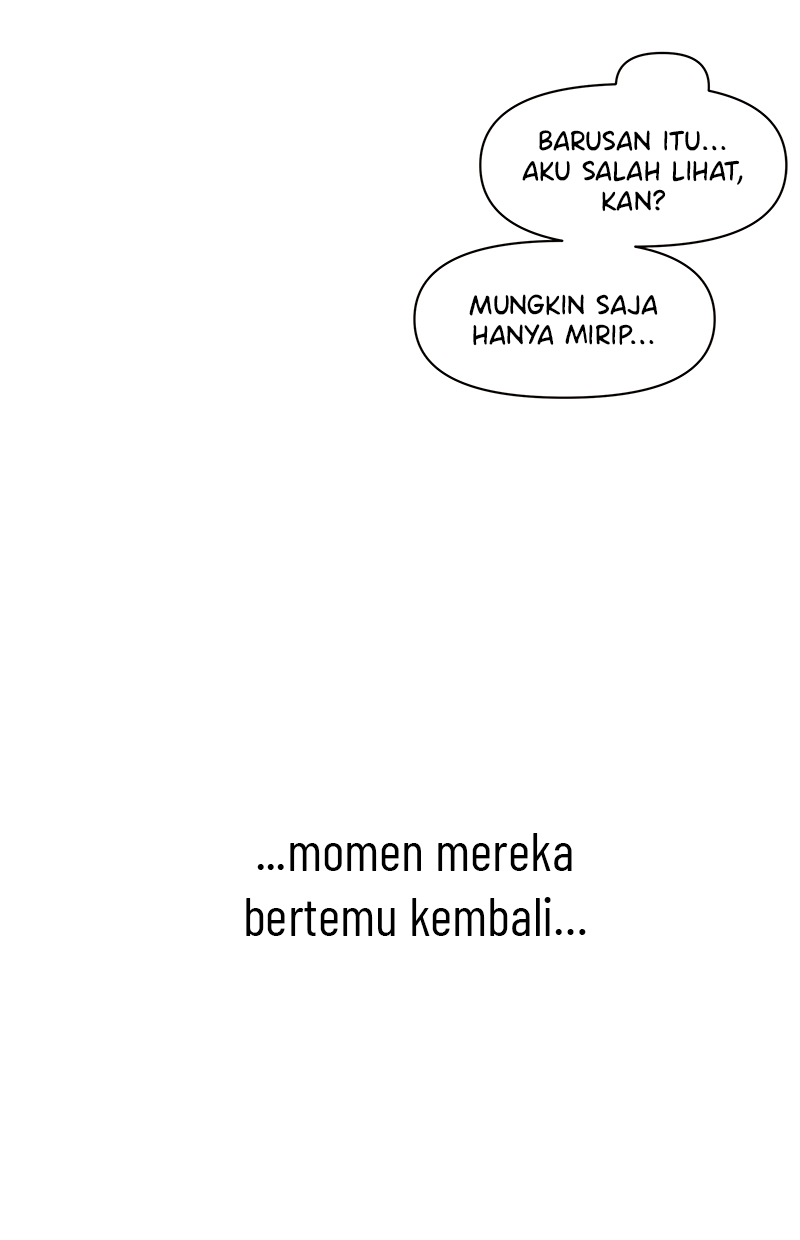 BARUSAN ITU...
AKU SALAH LIHAT,
KAN?
MUNGKIN SAJA
HANYA MIRIP...
...momen mereka
bertemu kembali...